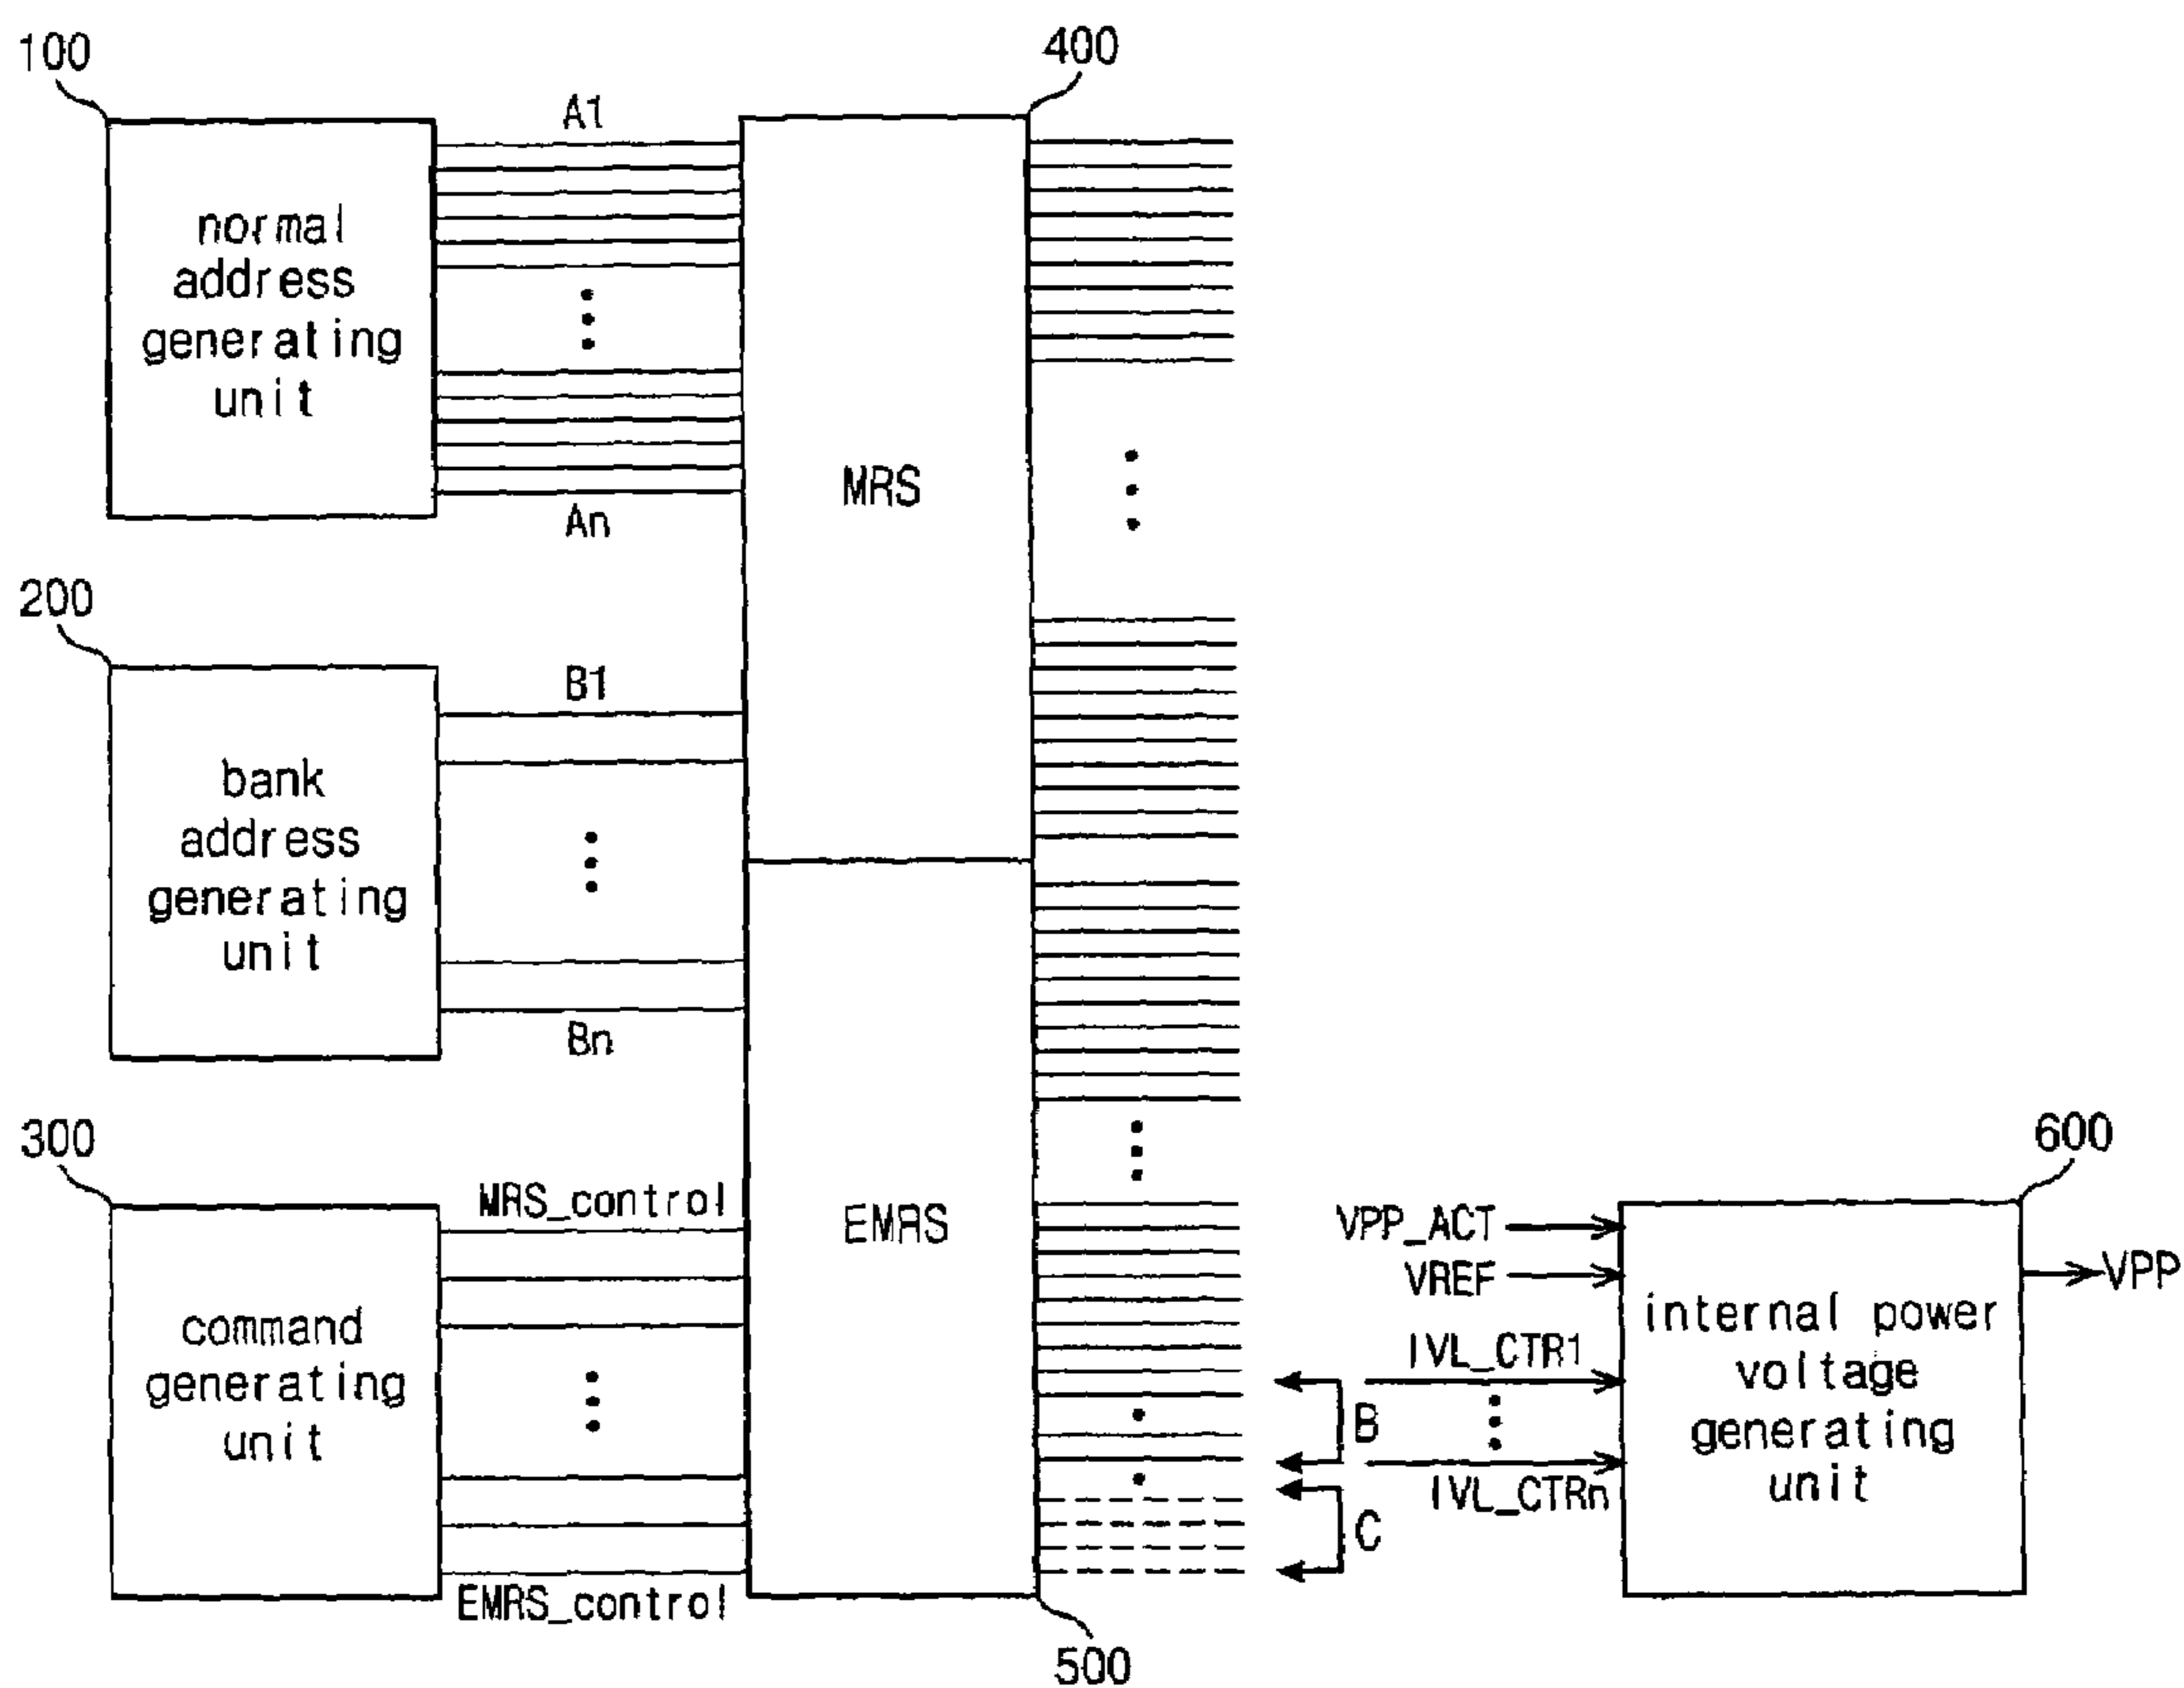 100
400
A1
normal
address
generating
unit
An
MRS
200
B1
bank
address
generating
unit
Bn
300
MRS_control
command
generating
unit
EMRS_control
EMRS
500
600
VPP_ACT
VREF
IVL_CTR1
IVL_CTRn
B
C
internal power
voltage
generating
unit
VPP